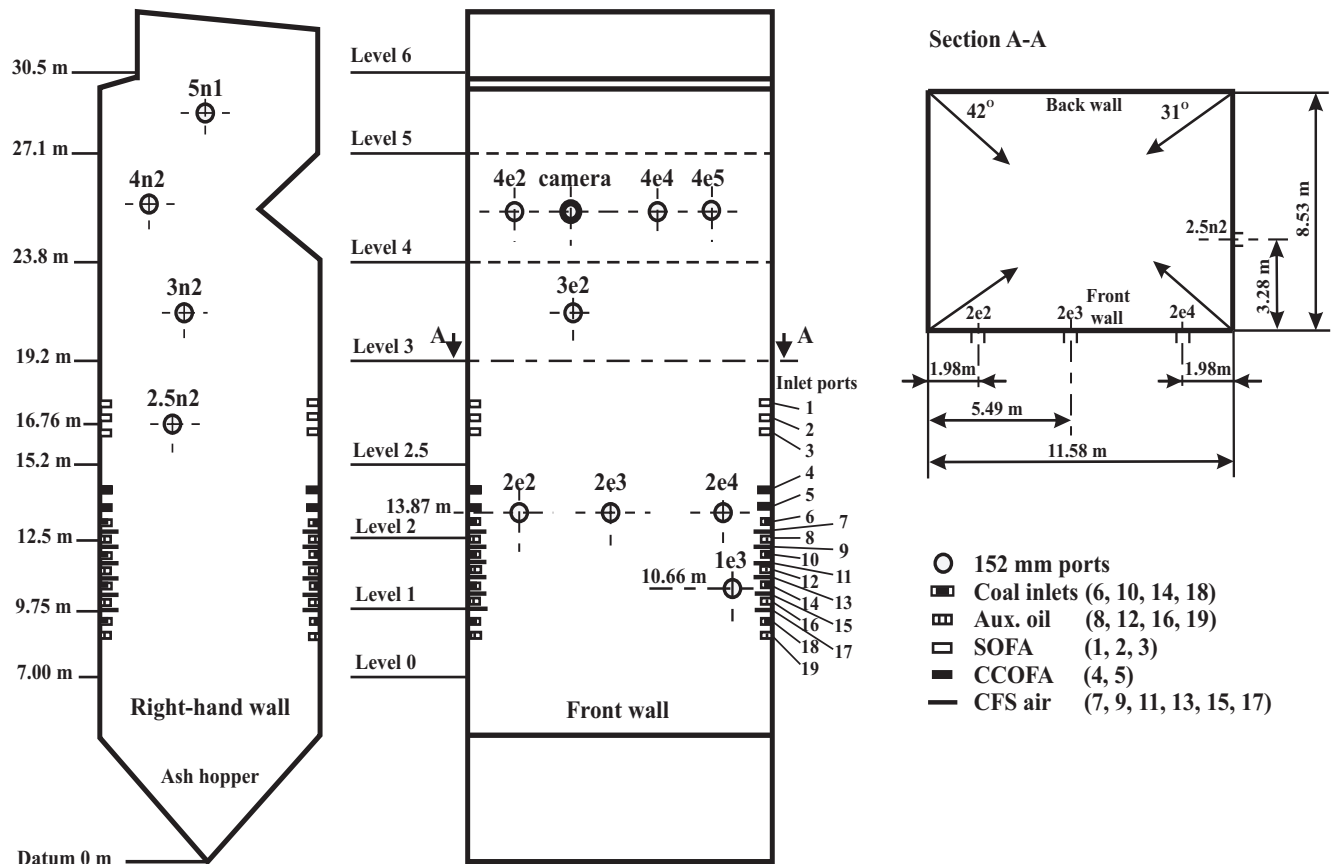 30.5 m
27.1 m
23.8 m
19.2 m
16.76 m
15.2 m
12.5 m
9.75 m
7.00 m
Datum 0 m
5n1
4n2
3n2
2.5n2
Right-hand wall
Ash hopper
Level 6
Level 5
Level 4
Level 3
Level 2.5
13.87 m
Level 2
Level 1
Level 0
4e2 camera 4e4 4e5
3e2
A A
2e2 2e3 2e4
1e3
10.66 m
Front wall
Inlet ports
1
2
3
4
5
6
7
8
9
10
11
12
13
14
15
16
17
18
19
Section A-A
Back wall
42o 31o
2.5n2
8.53 m
3.28 m
Front
wall
2e2 2e3 2e4
1.98m 1.98m
5.49 m
11.58 m
152 mm ports
Coal inlets (6, 10, 14, 18)
Aux. oil (8, 12, 16, 19)
SOFA (1, 2, 3)
CCOFA (4, 5)
CFS air (7, 9, 11, 13, 15, 17)